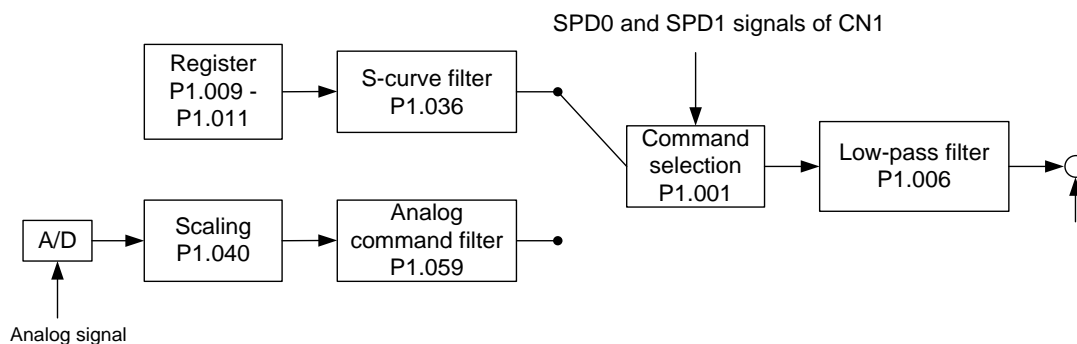 SPD0 and SPD1 signals of CN1
Register
P1.009 -
P1.011
S-curve filter
P1.036
Command
selection
P1.001
Low-pass filter
P1.006
A/D
Scaling
P1.040
Analog
command filter
P1.059
Analog signal